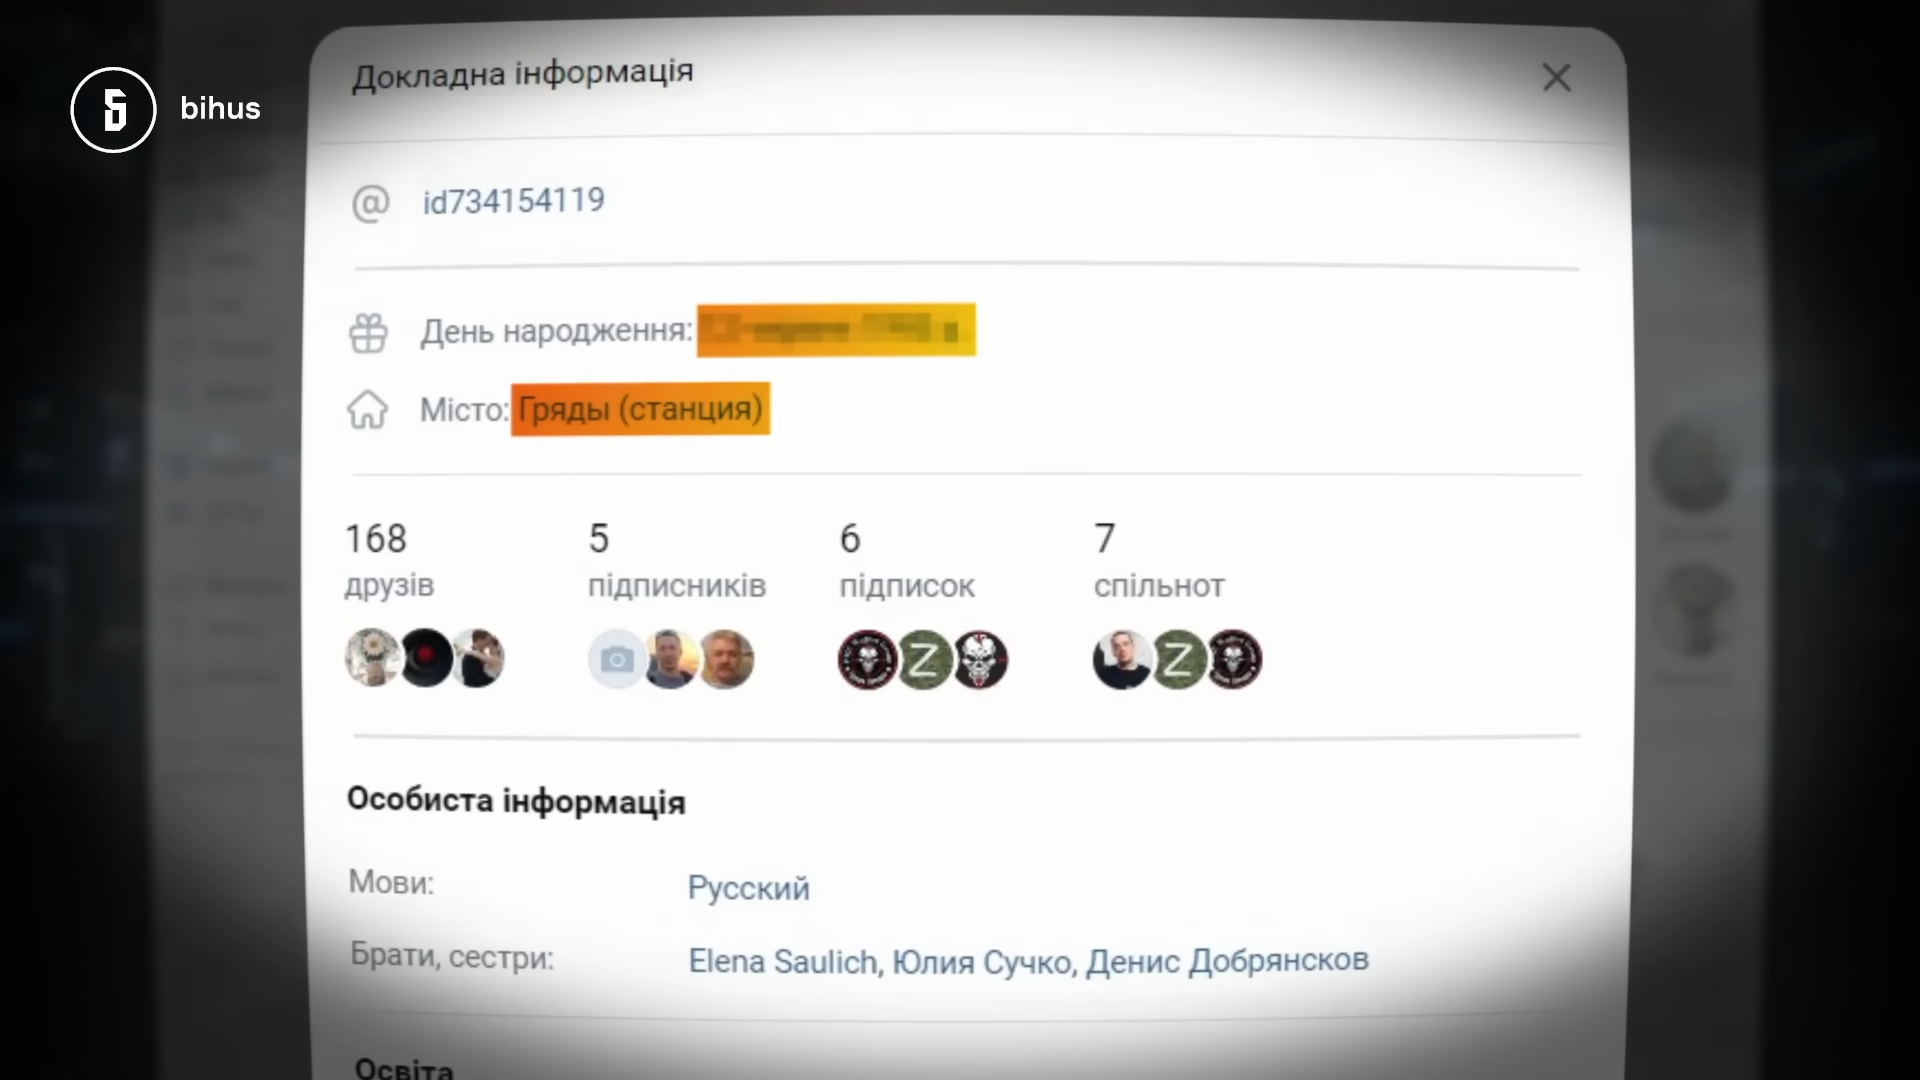 bihus
Докладна інформація
@ id734154119
День народження:
Місто: Гряды (станция)
168 5 6 7
друзів підписників підписок спільнот
Z Z
Особиста інформація
Мови: Русский
Брати, сестри: Elena Saulich, Юлия Сучко, Денис Добрянсков
Освіта